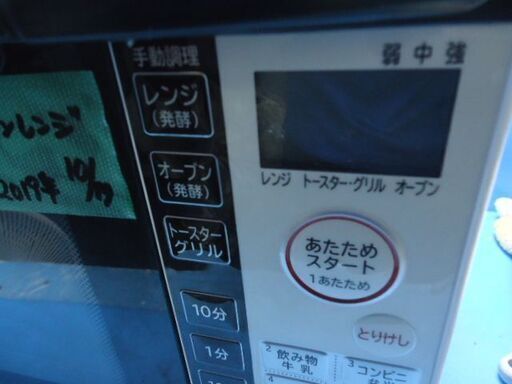 手動調理
弱中強
レンジ
(発酵)
ンレンジ
2019年 10/
オーブン
(発酵)
レンジ トースター・グリル オーブン
トースター
グリル
あたため
スタート
1あたため
10分
とりけし
1分
2 飲み物
牛乳
3 コンビニ
弁当
4